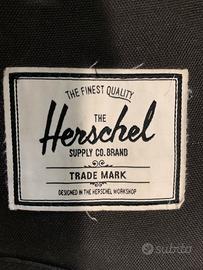 THE FINEST QUALITY
THE
Herschel
SUPPLY CO. BRAND
TRADE MARK
DESIGNED IN THE HERSCHEL WORKSHOP
subito